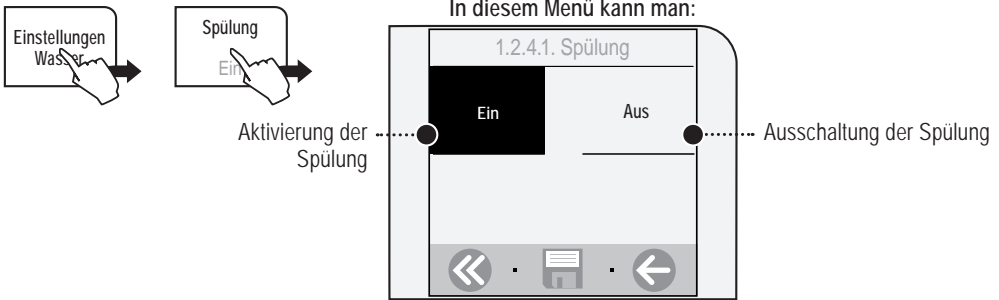 In diesem Menü kann man:
Einstellungen
Wasser
Spülung
Ein
1.2.4.1. Spülung
Ein
Aus
Aktivierung der
Spülung
Ausschaltung der Spülung